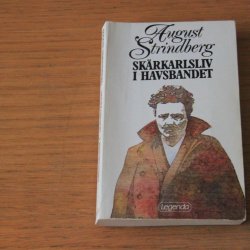 August
Strindberg
SKÄRKARLSLIV
I HAVSBANDET
Legenda